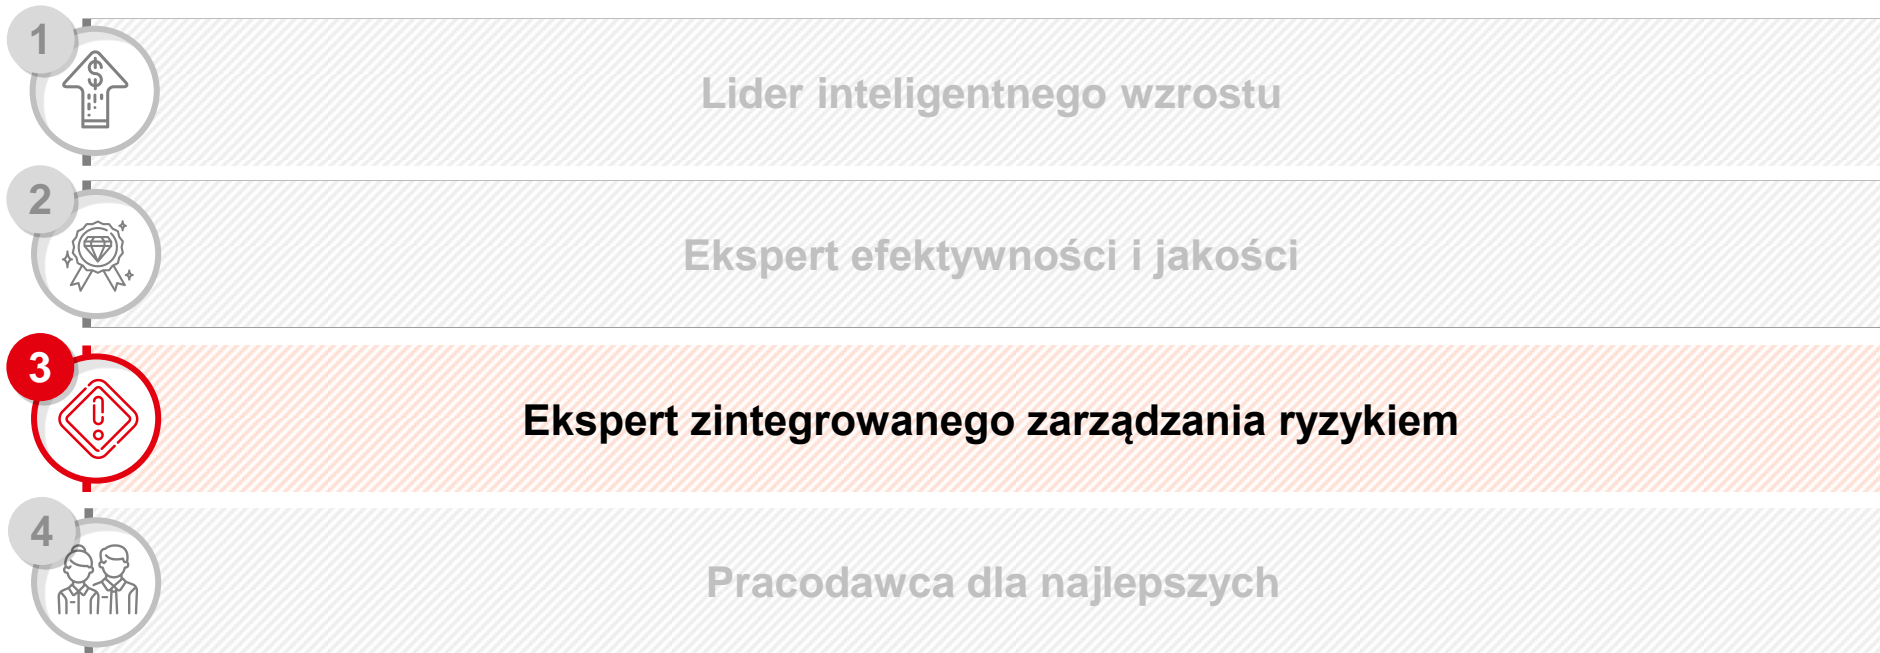 1
$
Lider inteligentnego wzrostu
2
Ekspert efektywności i jakości
3
Ekspert zintegrowanego zarządzania ryzykiem
4
Pracodawca dla najlepszych